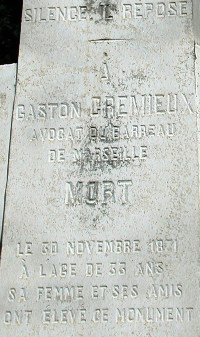 SILENCE IL REPOSE
A
GASTON CREMIEUX
AVOCAT DU BARREAU
DE MARSEILLE
MORT
LE 30 NOVEMBRE 1871
À L'AGE DE 33 ANS
SA FEMME ET SES AMIS
ONT ÉLEVÉ CE MONUMENT